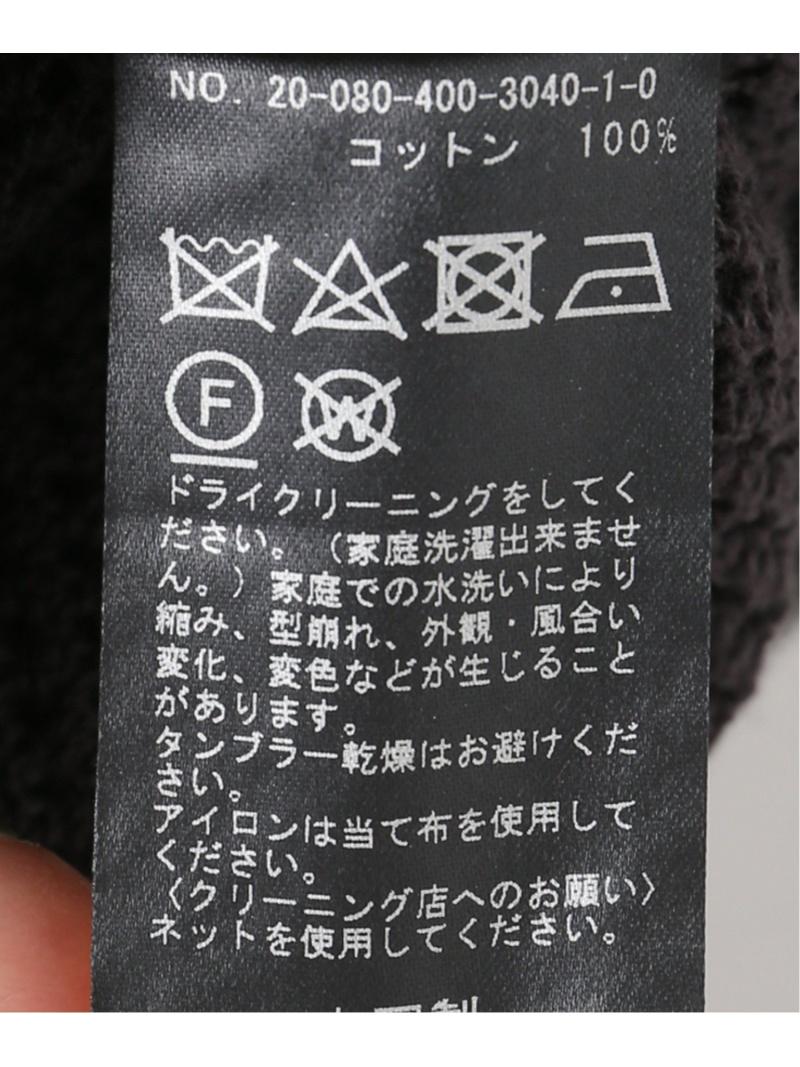 NO. 20-080-400-3040-1-0
コットン 100%
F
W
ドライクリーニングをしてく
ださい。（家庭洗濯出来ませ
ん。）家庭での水洗いにより
縮み、型崩れ、外観・風合い
変化、変色などが生じること
があります。
タンブラー乾燥はお避けくだ
さい。
アイロンは当て布を使用して
ください。
〈クリーニング店へのお願い〉
ネットを使用してください。